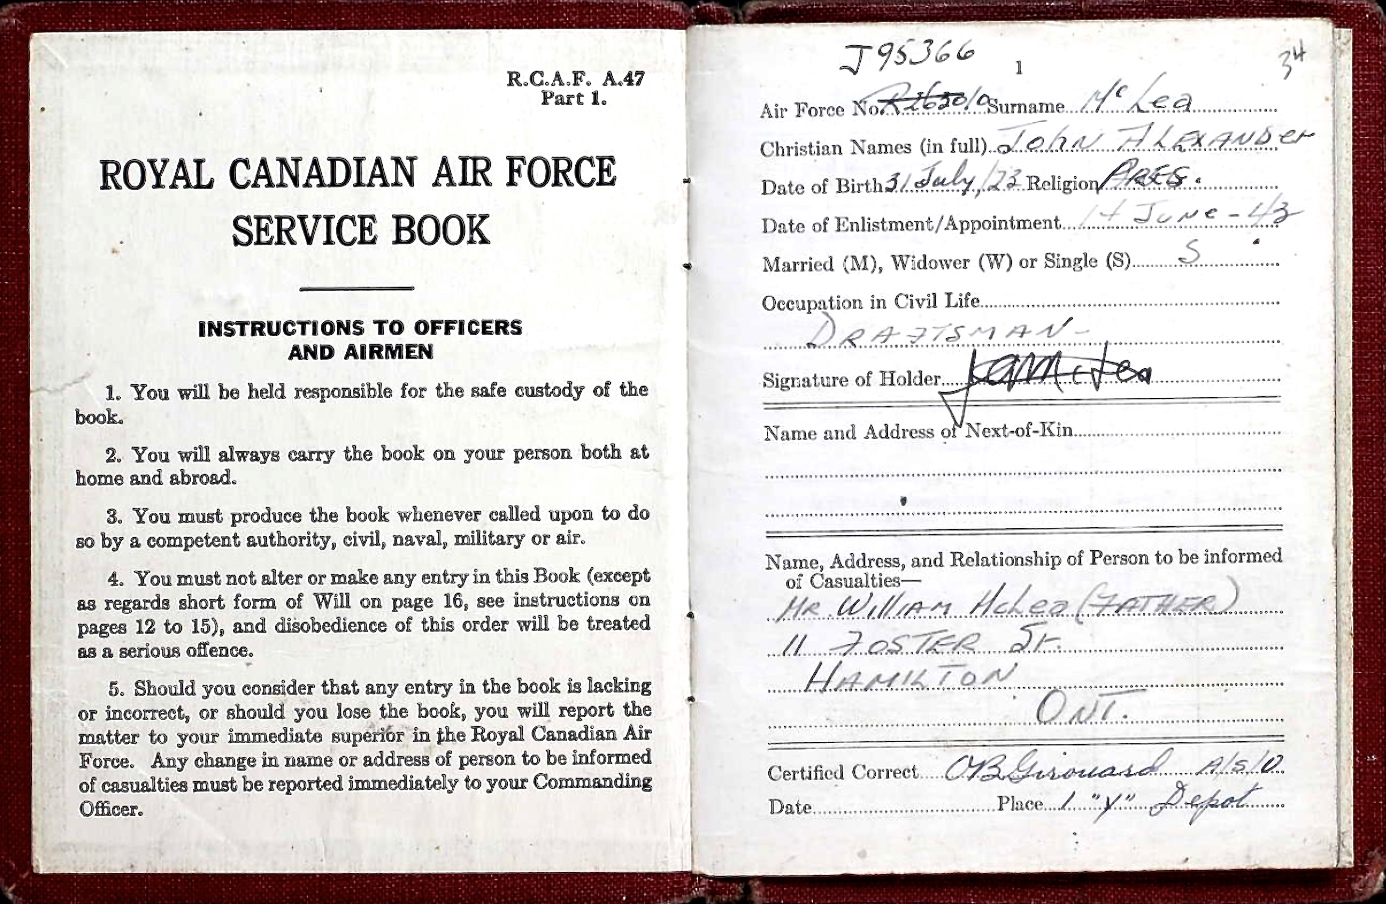 R.C.A.F. A.47
Part 1.
ROYAL CANADIAN AIR FORCE
SERVICE BOOK
INSTRUCTIONS TO OFFICERS
AND AIRMEN
1. You will be held responsible for the safe custody of the
book.
2. You will always carry the book on your person both at
home and abroad.
3. You must produce the book whenever called upon to do
so by a competent authority, civil, naval, military or air.
4. You must not alter or make any entry in this Book (except
as regards short form of Will on page 16, see instructions on
pages 12 to 15), and disobedience of this order will be treated
as a serious offence.
5. Should you consider that any entry in the book is lacking
or incorrect, or should you lose the book, you will report the
matter to your immediate superior in the Royal Canadian Air
Force. Any change in name or address of person to be informed
of casualties must be reported immediately to your Commanding
Officer.
J95366
1
34
Air Force No. Surname McLea
Christian Names (in full) John Alexander
Date of Birth 31 July/23 Religion Pres.
Date of Enlistment/Appointment 14 June-43
Married (M), Widower (W) or Single (S) S
Occupation in Civil Life
DRAFTSMAN-
Signature of Holder JAMcLea
Name and Address of Next-of-Kin
Name, Address, and Relationship of Person to be informed
of Casualties—
MR. William McLea (FATHER)
11 FOSTER St.
HAMILTON
ONT.
Certified Correct OB Girouard A/S/O
Date Place 1 "Y" Depot